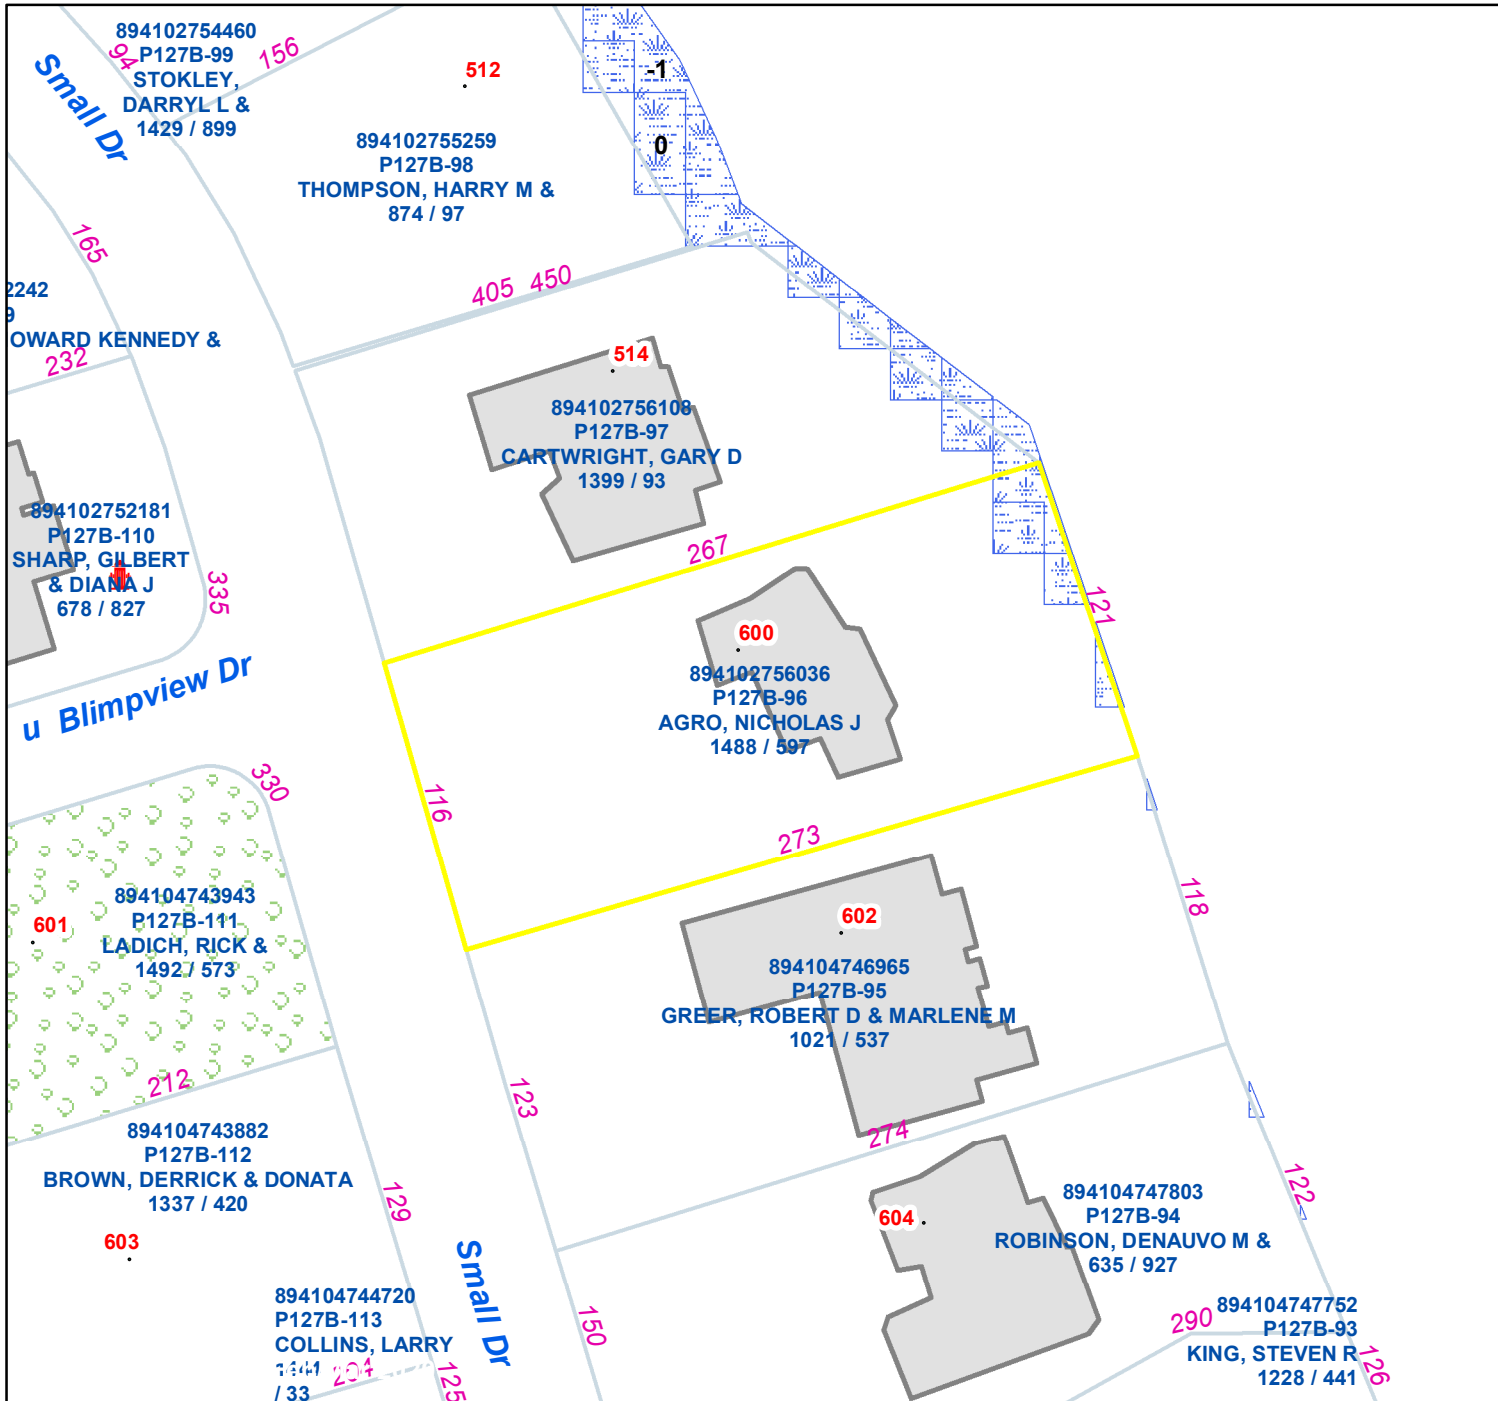 894102754460
P127B-99
STOKLEY,
DARRYL L &
1429 / 899
94
156
Small Dr
512
-1
0
894102755259
P127B-98
THOMPSON, HARRY M &
874 / 97
165
405 450
2242
9
OWARD KENNEDY &
232
514
894102756108
P127B-97
CARTWRIGHT, GARY D
1399 / 93
894102752181
P127B-110
SHARP, GILBERT
& DIANA J
678 / 827
335
267
121
600
894102756036
P127B-96
AGRO, NICHOLAS J
1488 / 597
u Blimpview Dr
330
116
273
118
601
894104743943
P127B-111
LADICH, RICK &
1492 / 573
602
894104746965
P127B-95
GREER, ROBERT D & MARLENE M
1021 / 537
212
123
274
894104743882
P127B-112
BROWN, DERRICK & DONATA
1337 / 420
129
122
603
604
894104747803
P127B-94
ROBINSON, DENAUVO M &
635 / 927
Small Dr
894104744720
P127B-113
COLLINS, LARRY
/ 33
125
150
290
894104747752
P127B-93
KING, STEVEN R
1228 / 441
126